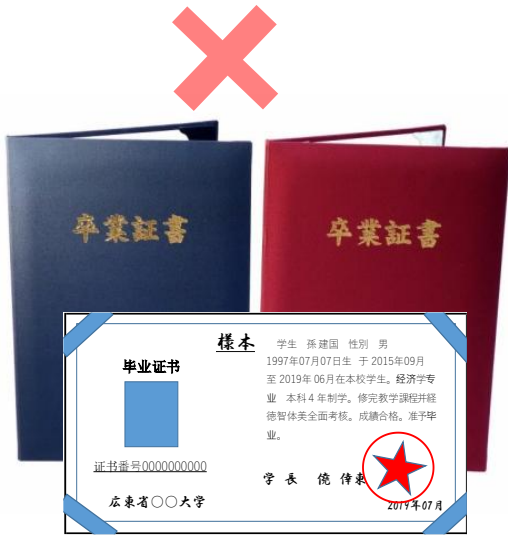 卒業証書
卒業証書
樣本
毕业证书
证书番号0000000000
広東省〇〇大学
学生 孫建国 性別 男
1997年07月07日生 于 2015年09月
至 2019年 06月在本校学生。经济学专
业 本科 4 年制学。修完教学課程并経
徳智体美全面考核。成績合格。准予毕
业。
学 長
2019年07月